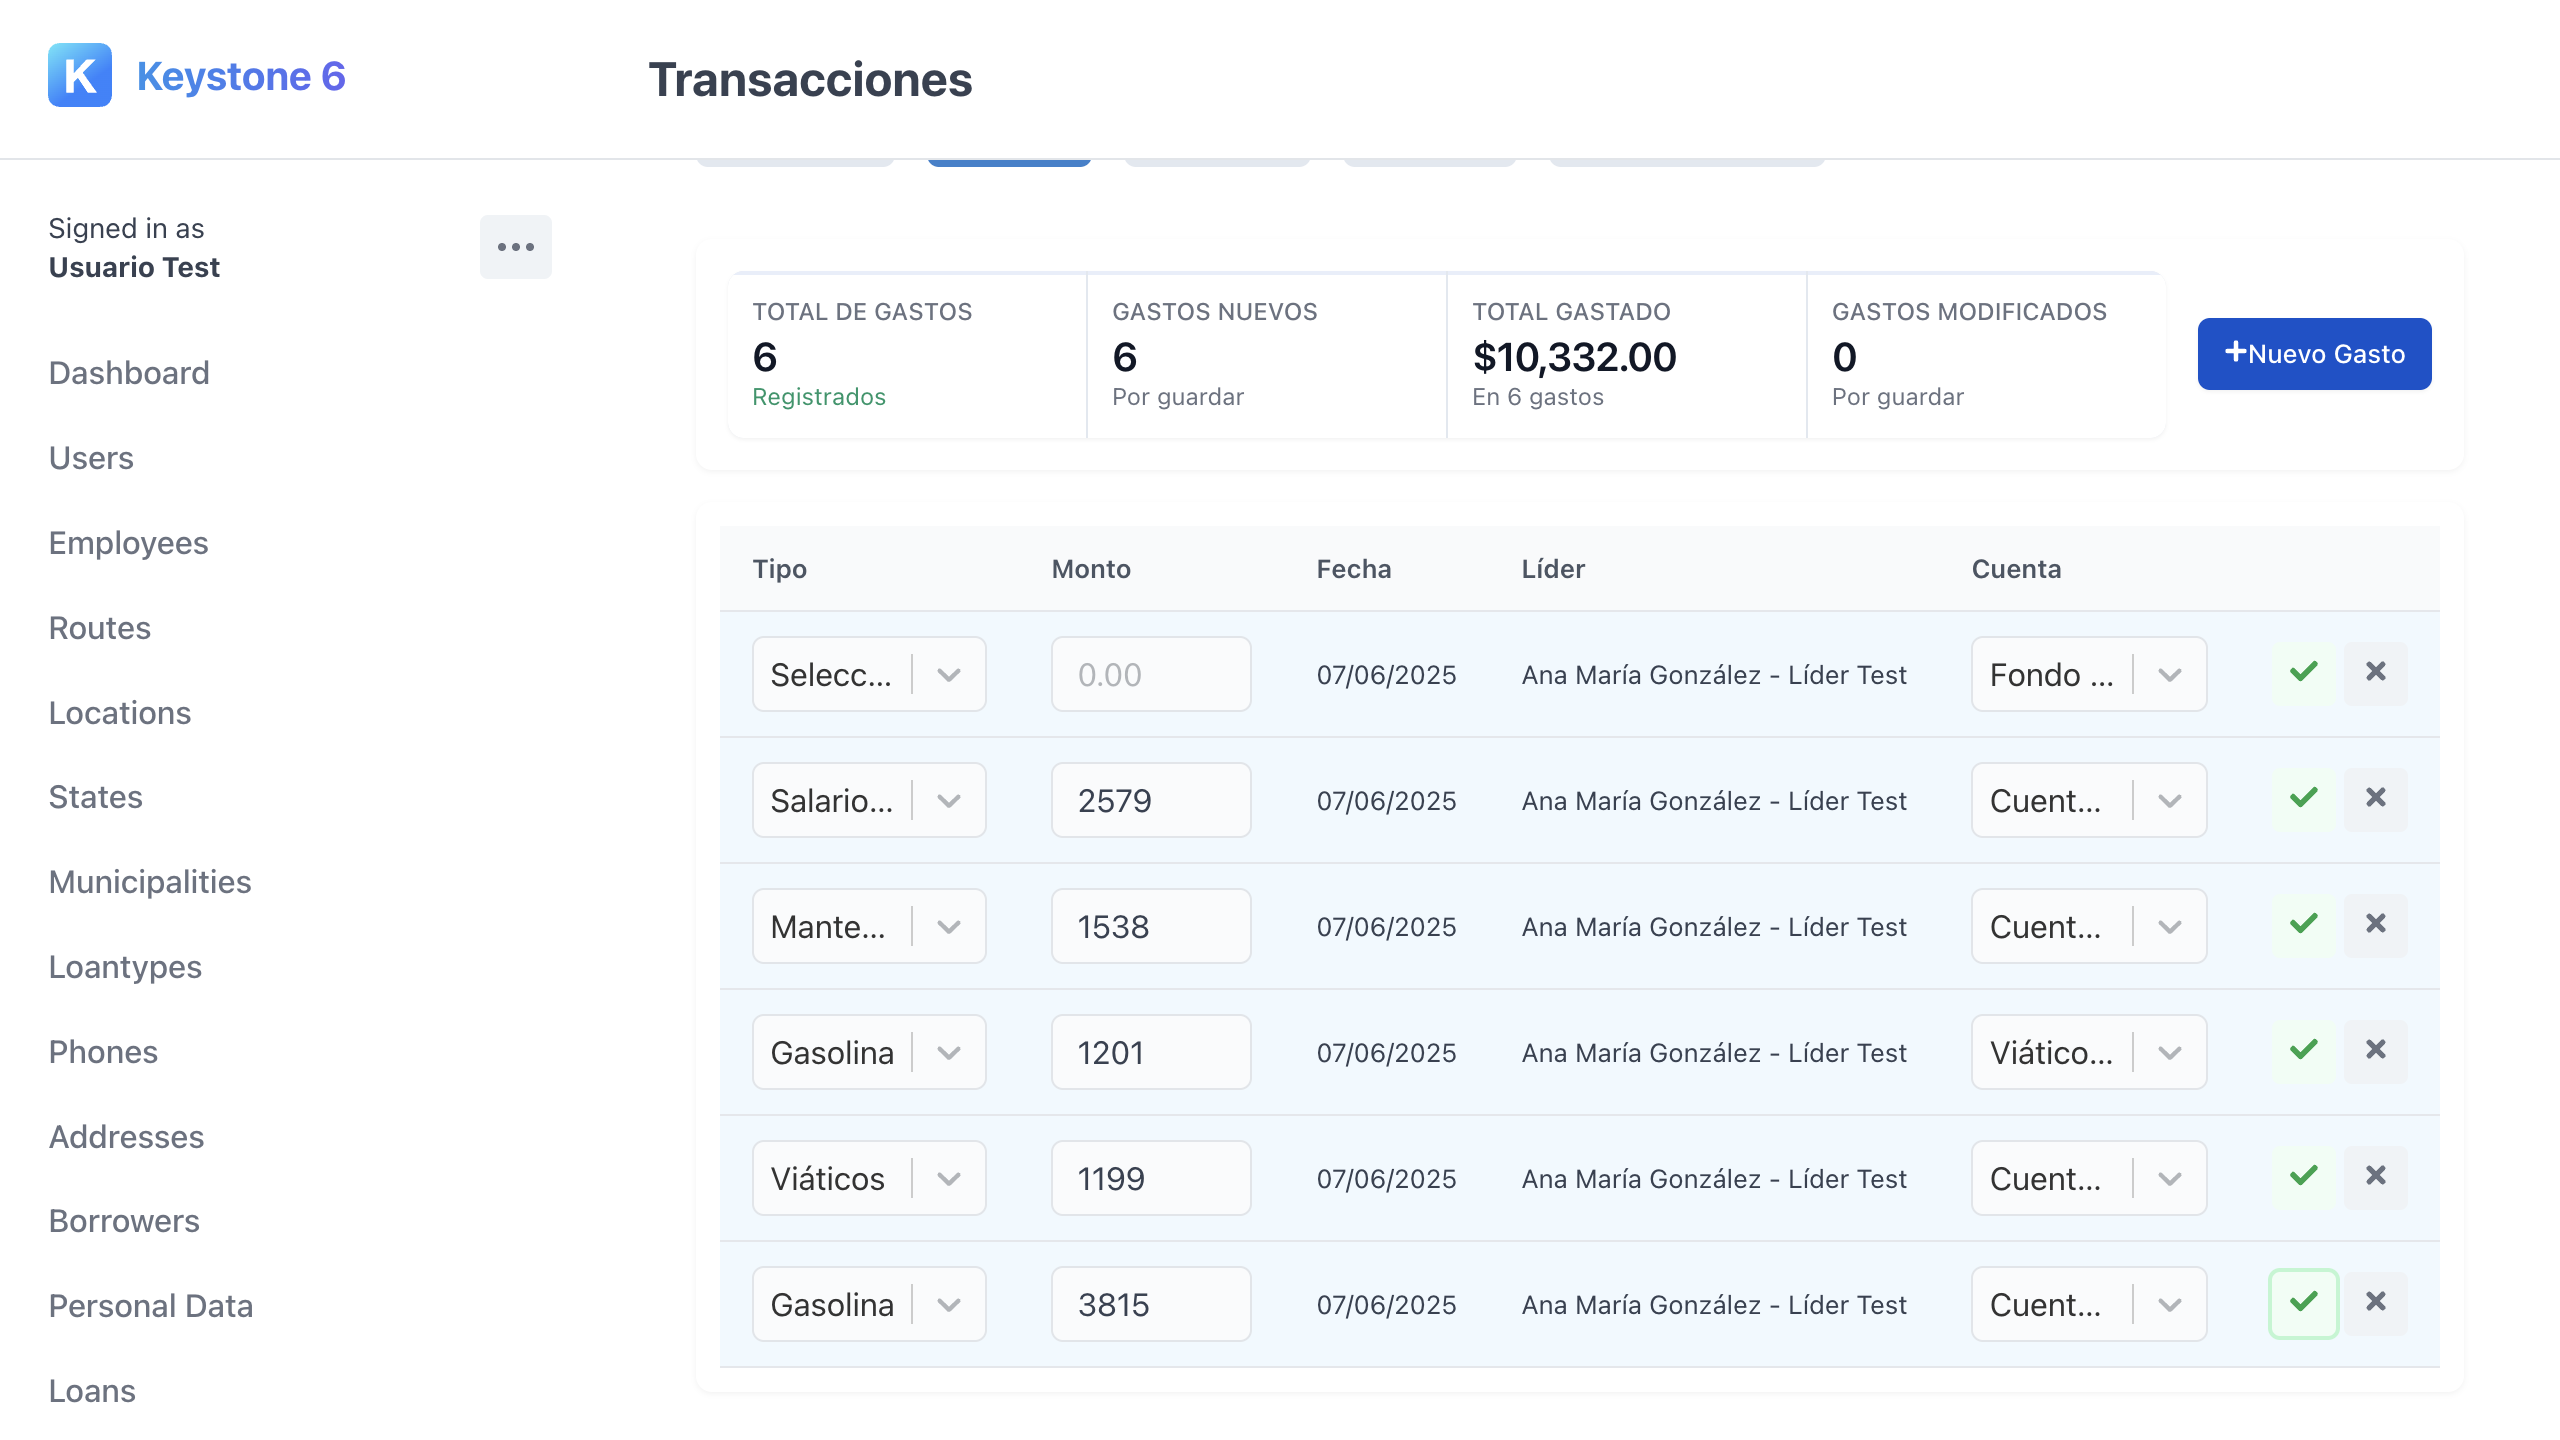 K Keystone 6
Transacciones
Signed in as
Usuario Test
Dashboard
Users
Employees
Routes
Locations
States
Municipalities
Loantypes
Phones
Addresses
Borrowers
Personal Data
Loans
TOTAL DE GASTOS
6
Registrados
GASTOS NUEVOS
6
Por guardar
TOTAL GASTADO
$10,332.00
En 6 gastos
GASTOS MODIFICADOS
0
Por guardar
+Nuevo Gasto
Tipo Monto Fecha Líder Cuenta
Selecc... 0.00 07/06/2025 Ana María González - Líder Test Fondo ...
Salario... 2579 07/06/2025 Ana María González - Líder Test Cuent...
Mante... 1538 07/06/2025 Ana María González - Líder Test Cuent...
Gasolina 1201 07/06/2025 Ana María González - Líder Test Viático...
Viáticos 1199 07/06/2025 Ana María González - Líder Test Cuent...
Gasolina 3815 07/06/2025 Ana María González - Líder Test Cuent...